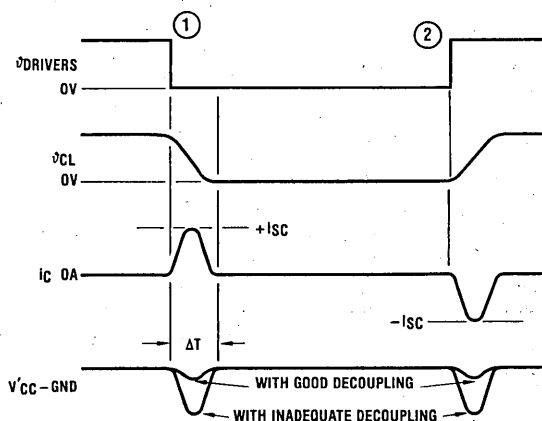 ① ②
𝜗DRIVERS
0V
𝜗CL
0V
+ISC
iC 0A
−ISC
ΔT
V'CC−GND
WITH GOOD DECOUPLING
WITH INADEQUATE DECOUPLING